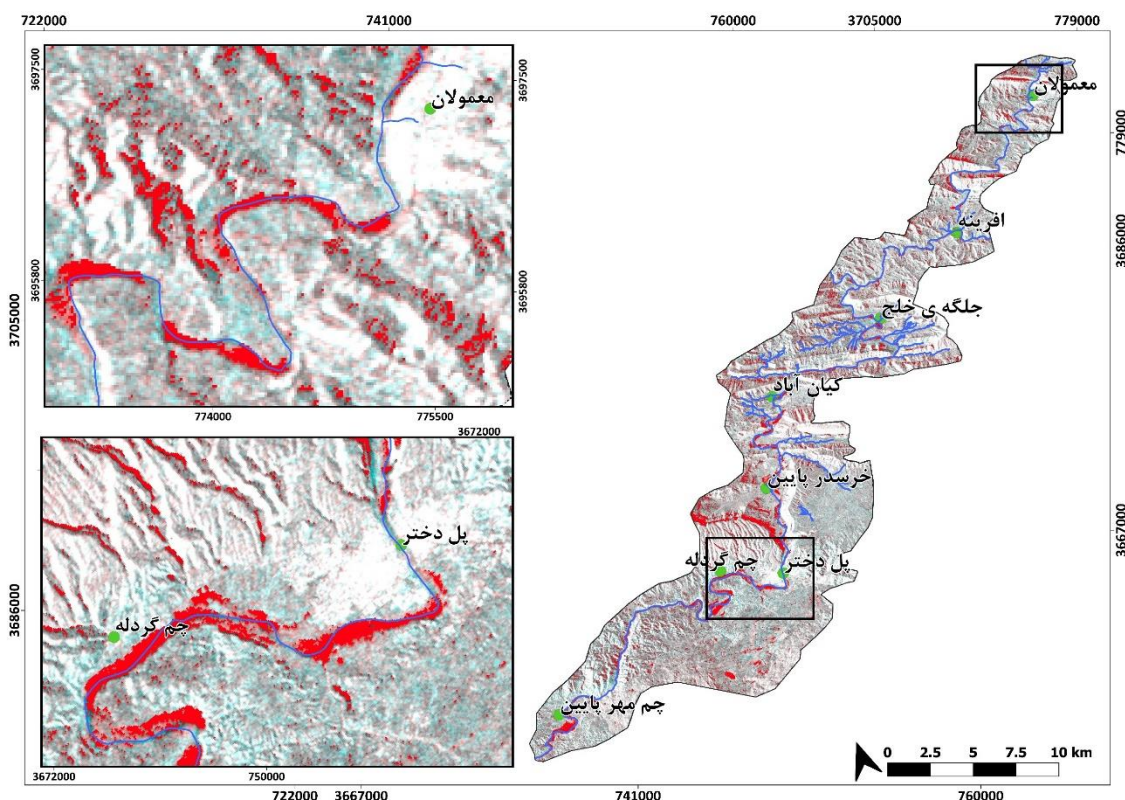 722000
741000
760000
3705000
779000
3697500
3697500
معمولان
3695800
3695800
3705000
774000
775500
معمولان
779000
افرینه
3686000
جلگه ی خلج
کیان آباد
خرسدر پایین
3667000
چم گردله
پل دختر
چم مهر پایین
3672000
پل دختر
3686000
چم گردله
3672000
750000
722000
3667000
741000
760000
0 2.5 5 7.5 10 km